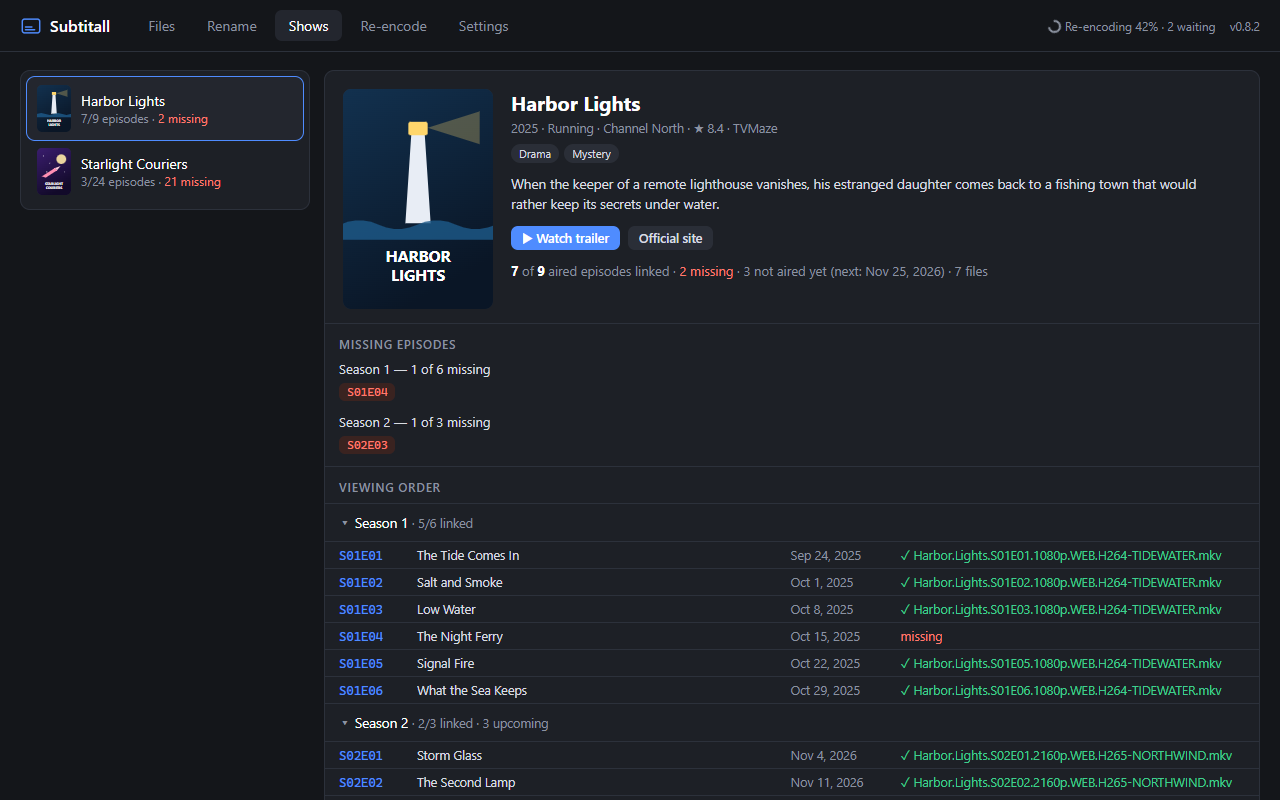 Subtitall Files Rename Shows Re-encode Settings Re-encoding 42% · 2 waiting v0.8.2
Harbor Lights
7/9 episodes · 2 missing
Starlight Couriers
3/24 episodes · 21 missing
HARBOR
LIGHTS
Harbor Lights
2025 · Running · Channel North · ★ 8.4 · TVMaze
Drama Mystery
When the keeper of a remote lighthouse vanishes, his estranged daughter comes back to a fishing town that would
rather keep its secrets under water.
▶ Watch trailer Official site
7 of 9 aired episodes linked · 2 missing · 3 not aired yet (next: Nov 25, 2026) · 7 files
MISSING EPISODES
Season 1 — 1 of 6 missing
S01E04
Season 2 — 1 of 3 missing
S02E03
VIEWING ORDER
▾ Season 1 · 5/6 linked
S01E01 The Tide Comes In Sep 24, 2025 ✓ Harbor.Lights.S01E01.1080p.WEB.H264-TIDEWATER.mkv
S01E02 Salt and Smoke Oct 1, 2025 ✓ Harbor.Lights.S01E02.1080p.WEB.H264-TIDEWATER.mkv
S01E03 Low Water Oct 8, 2025 ✓ Harbor.Lights.S01E03.1080p.WEB.H264-TIDEWATER.mkv
S01E04 The Night Ferry Oct 15, 2025 missing
S01E05 Signal Fire Oct 22, 2025 ✓ Harbor.Lights.S01E05.1080p.WEB.H264-TIDEWATER.mkv
S01E06 What the Sea Keeps Oct 29, 2025 ✓ Harbor.Lights.S01E06.1080p.WEB.H264-TIDEWATER.mkv
▾ Season 2 · 2/3 linked · 3 upcoming
S02E01 Storm Glass Nov 4, 2026 ✓ Harbor.Lights.S02E01.2160p.WEB.H265-NORTHWIND.mkv
S02E02 The Second Lamp Nov 11, 2026 ✓ Harbor.Lights.S02E02.2160p.WEB.H265-NORTHWIND.mkv